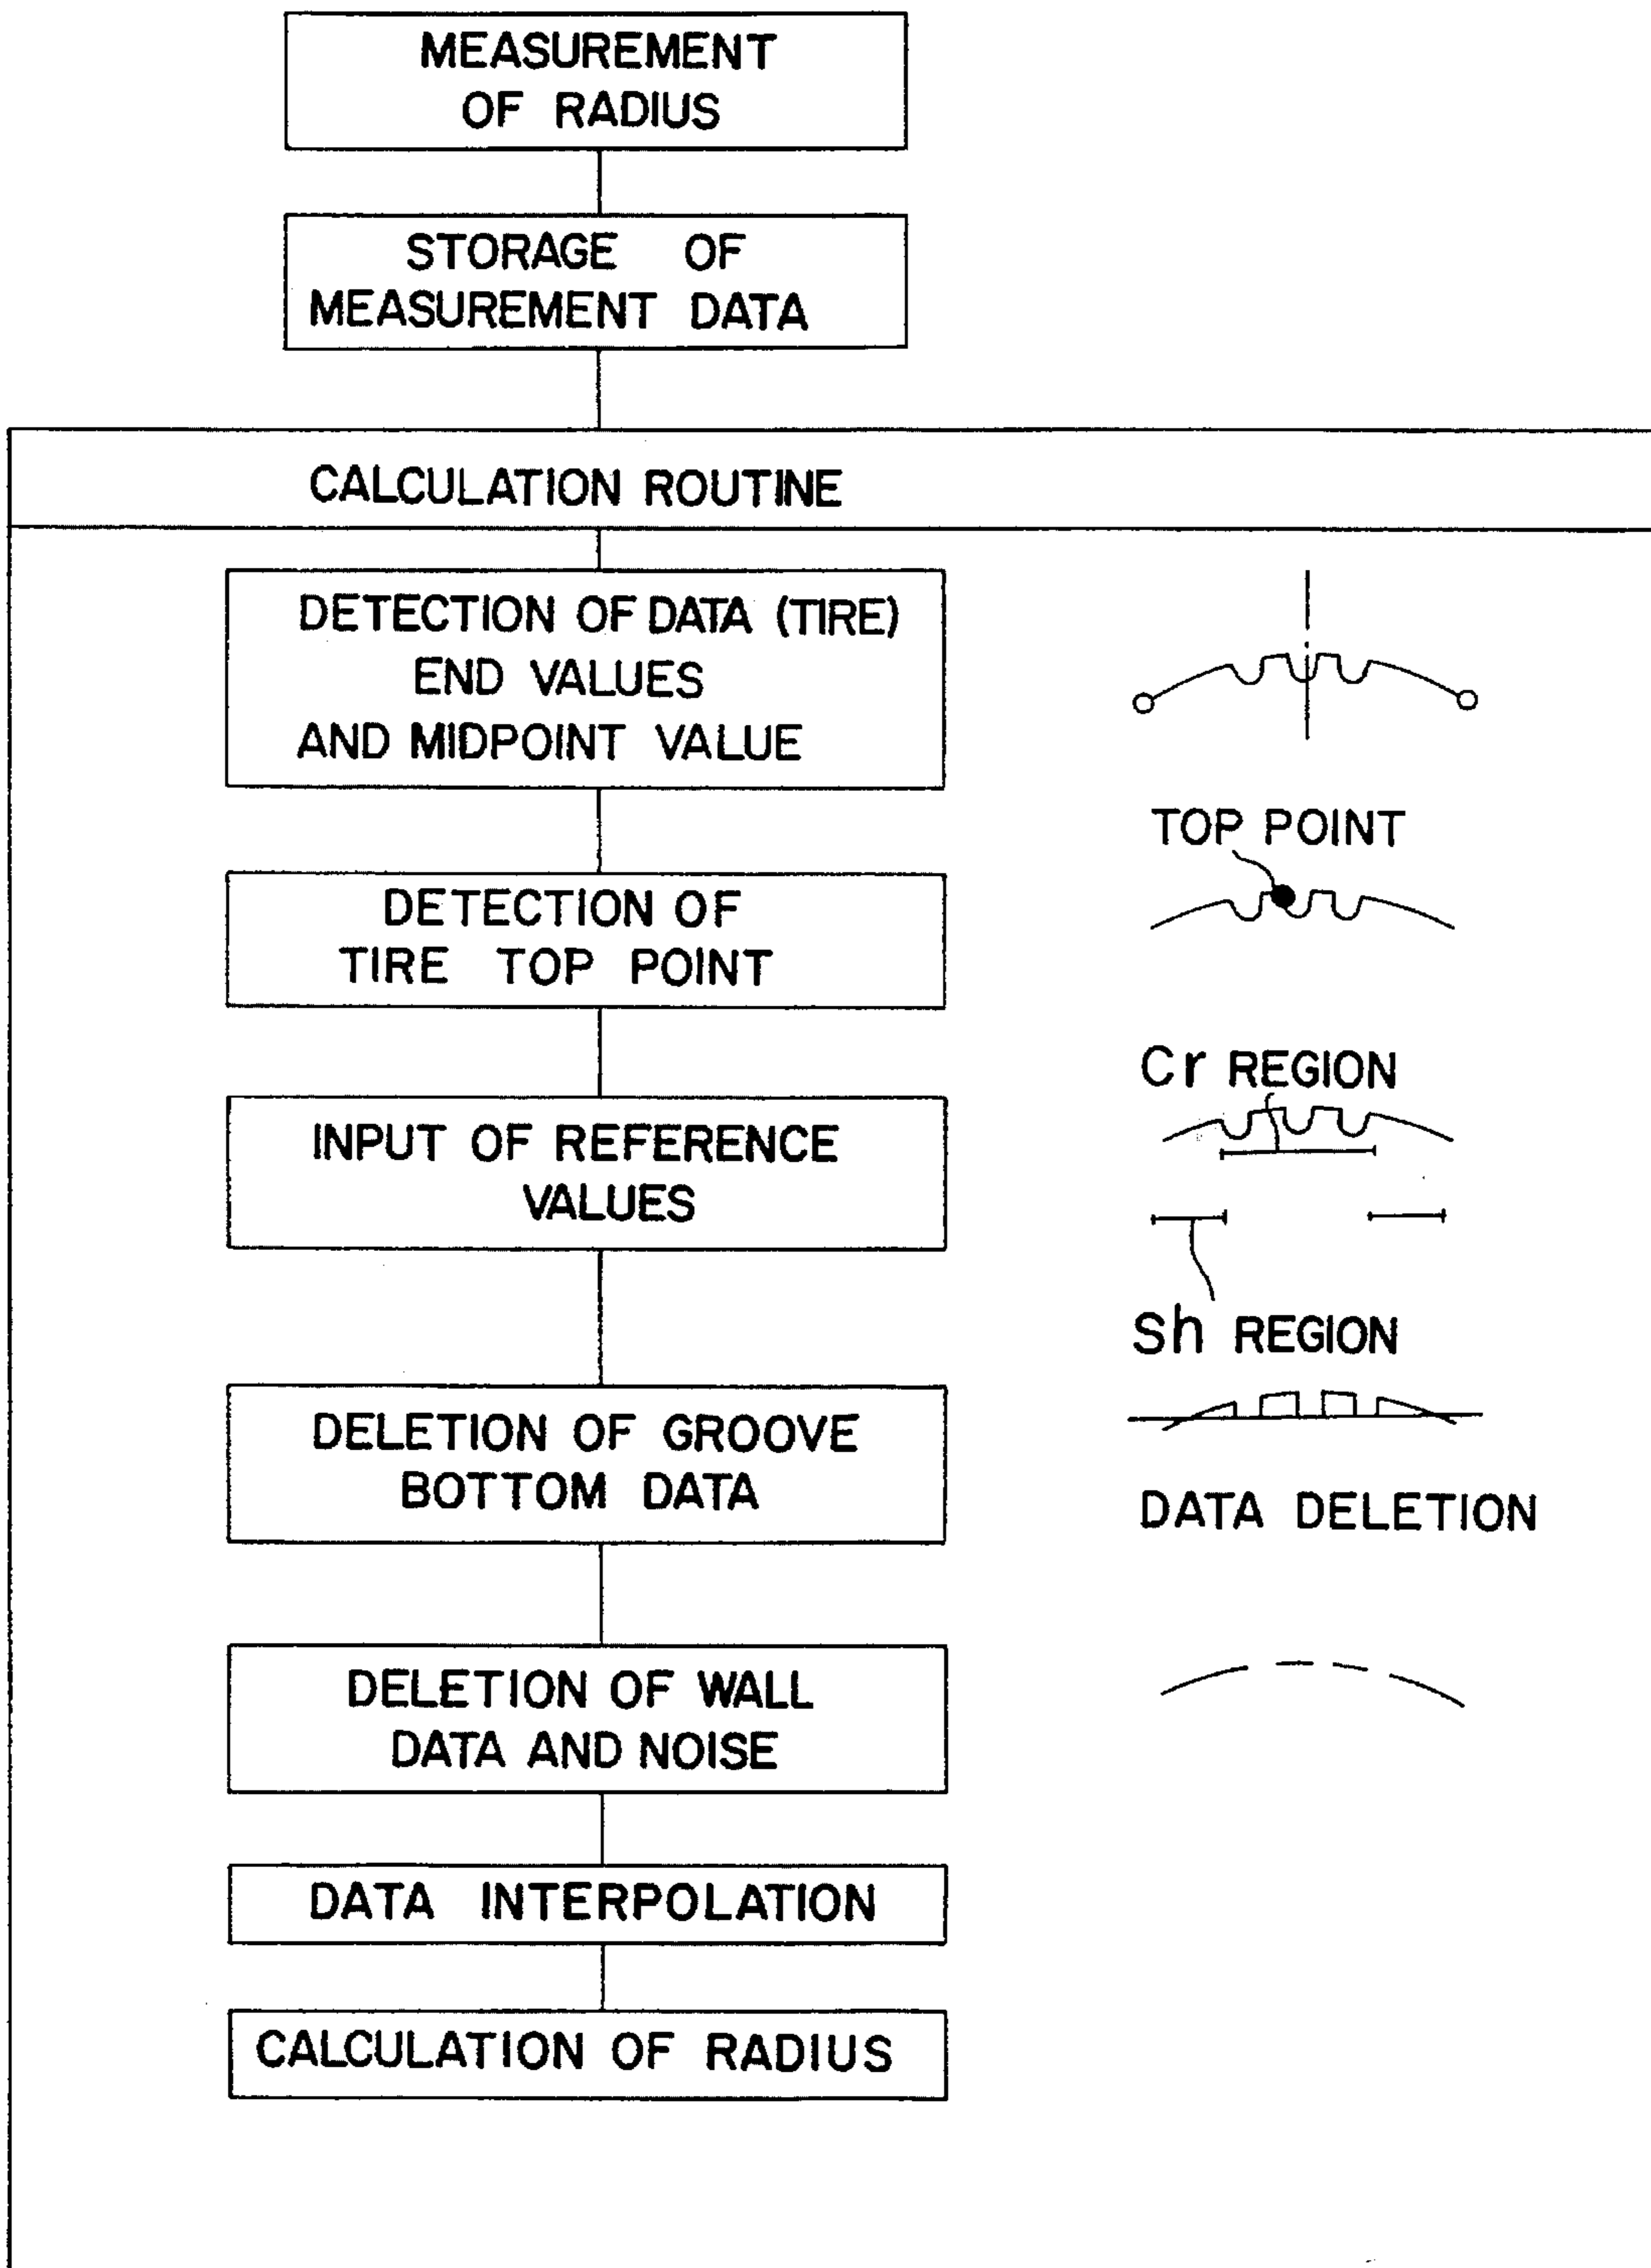 MEASUREMENT
OF RADIUS
STORAGE OF
MEASUREMENT DATA
CALCULATION ROUTINE
DETECTION OF DATA (TIRE)
END VALUES
AND MIDPOINT VALUE
TOP POINT
DETECTION OF
TIRE TOP POINT
Cr REGION
INPUT OF REFERENCE
VALUES
Sh REGION
DELETION OF GROOVE
BOTTOM DATA
DATA DELETION
DELETION OF WALL
DATA AND NOISE
DATA INTERPOLATION
CALCULATION OF RADIUS